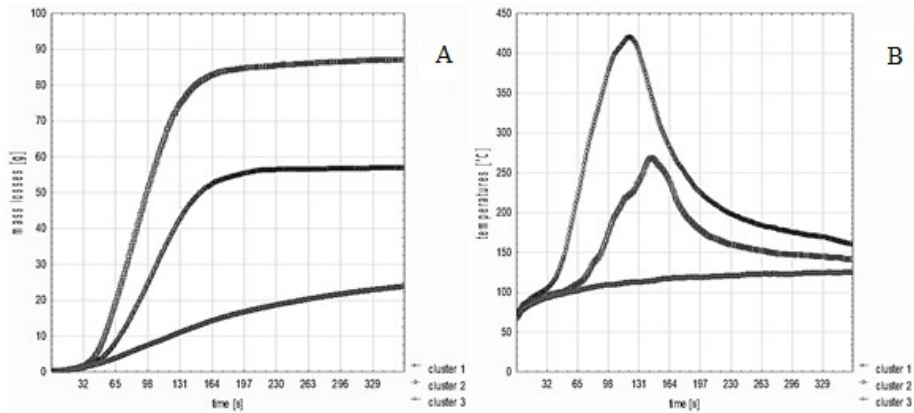 100
90
80
70
60
50
40
30
20
10
0
mass losses [g]
32 65 98 131 164 197 230 263 296 329
time [s]
A
cluster 1
cluster 2
cluster 3
450
400
350
300
250
200
150
100
50
0
temperatures [°C]
32 65 98 131 164 197 230 263 296 329
time [s]
B
cluster 1
cluster 2
cluster 3